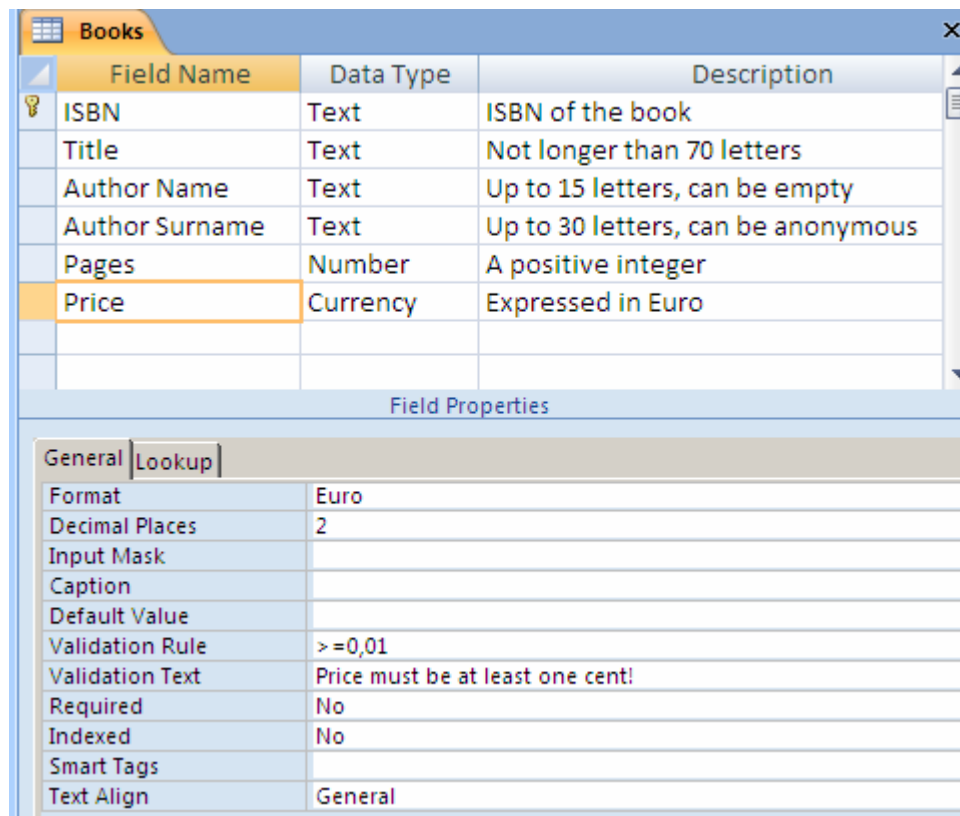 Books
Field Name Data Type Description
ISBN Text ISBN of the book
Title Text Not longer than 70 letters
Author Name Text Up to 15 letters, can be empty
Author Surname Text Up to 30 letters, can be anonymous
Pages Number A positive integer
Price Currency Expressed in Euro
Field Properties
General Lookup
Format Euro
Decimal Places 2
Input Mask
Caption
Default Value
Validation Rule >=0,01
Validation Text Price must be at least one cent!
Required No
Indexed No
Smart Tags
Text Align General